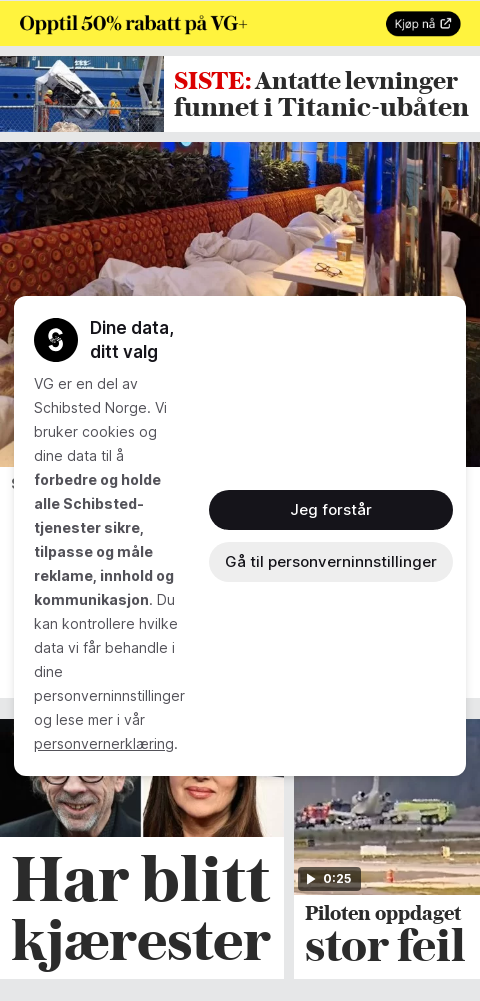 Opptil 50% rabatt på VG+
Kjøp nå
SISTE: Antatte levninger
funnet i Titanic-ubåten
Dine data,
ditt valg
VG er en del av
Schibsted Norge. Vi
bruker cookies og
dine data til å
forbedre og holde
alle Schibsted-
tjenester sikre,
tilpasse og måle
reklame, innhold og
kommunikasjon. Du
kan kontrollere hvilke
data vi får behandle i
dine
personverninnstillinger
og lese mer i vår
personvernerklæring.
Jeg forstår
Gå til personverninnstillinger
0:25
Har blitt
kjærester
Piloten oppdaget
stor feil